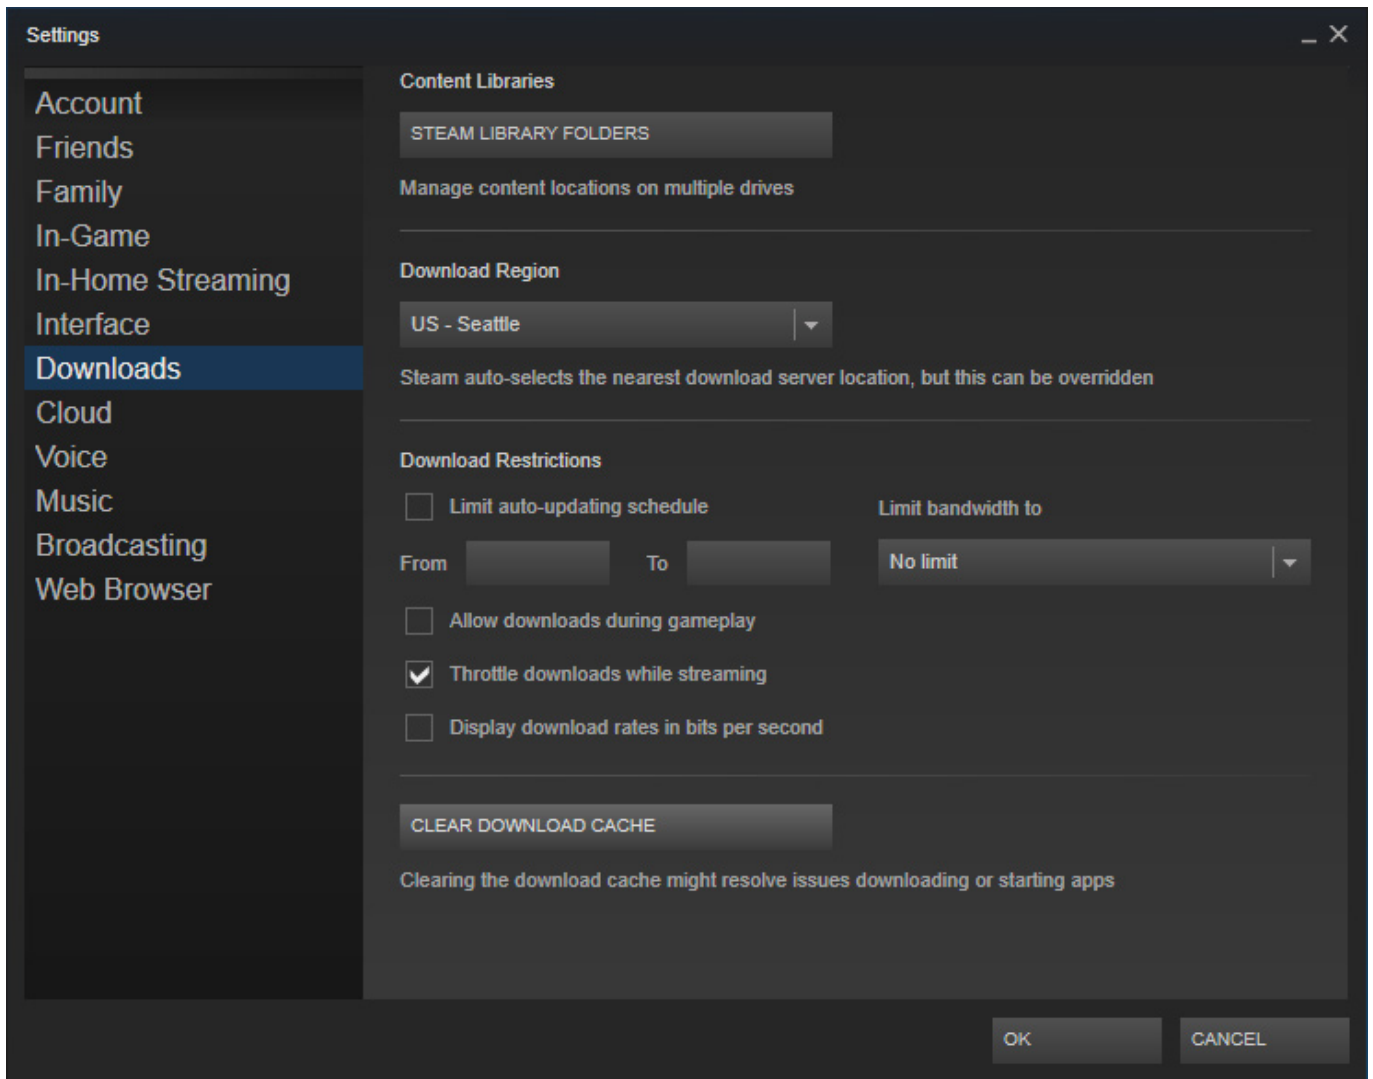 Settings
Account
Friends
Family
In-Game
In-Home Streaming
Interface
Downloads
Cloud
Voice
Music
Broadcasting
Web Browser
Content Libraries
STEAM LIBRARY FOLDERS
Manage content locations on multiple drives
Download Region
US - Seattle
Steam auto-selects the nearest download server location, but this can be overridden
Download Restrictions
Limit auto-updating schedule
Limit bandwidth to
From To
No limit
Allow downloads during gameplay
Throttle downloads while streaming
Display download rates in bits per second
CLEAR DOWNLOAD CACHE
Clearing the download cache might resolve issues downloading or starting apps
OK
CANCEL